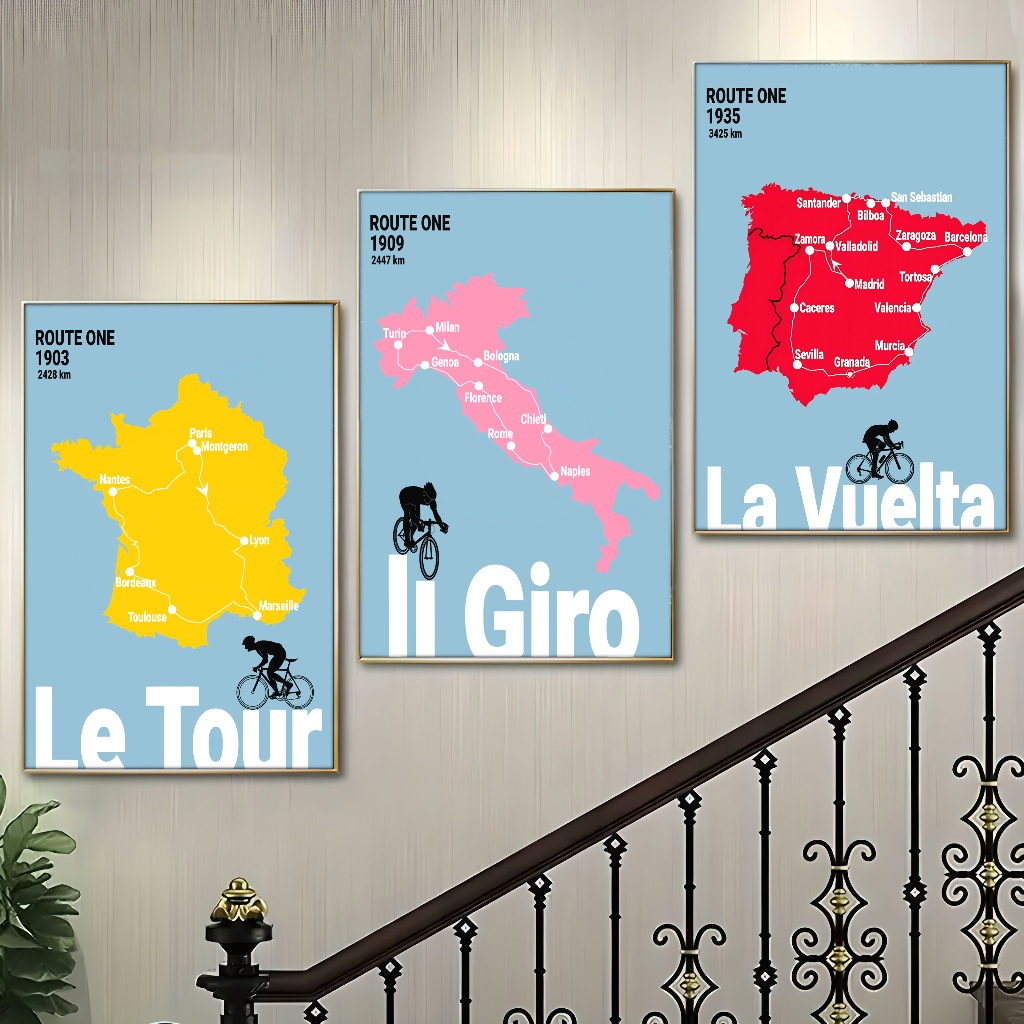 ROUTE ONE
1903
2428 km
Paris
Montgeron
Nantes
Lyon
Bordeaux
Toulouse
Marseille
Le Tour
ROUTE ONE
1909
2447 km
Turin
Milan
Genoa
Bologna
Florence
Chieti
Rome
Naples
Il Giro
ROUTE ONE
1935
3425 km
Santander
San Sebastian
Bilboa
Zamora
Valladolid
Zaragoza
Barcelona
Tortosa
Madrid
Caceres
Valencia
Murcia
Sevilla
Granada
La Vuelta